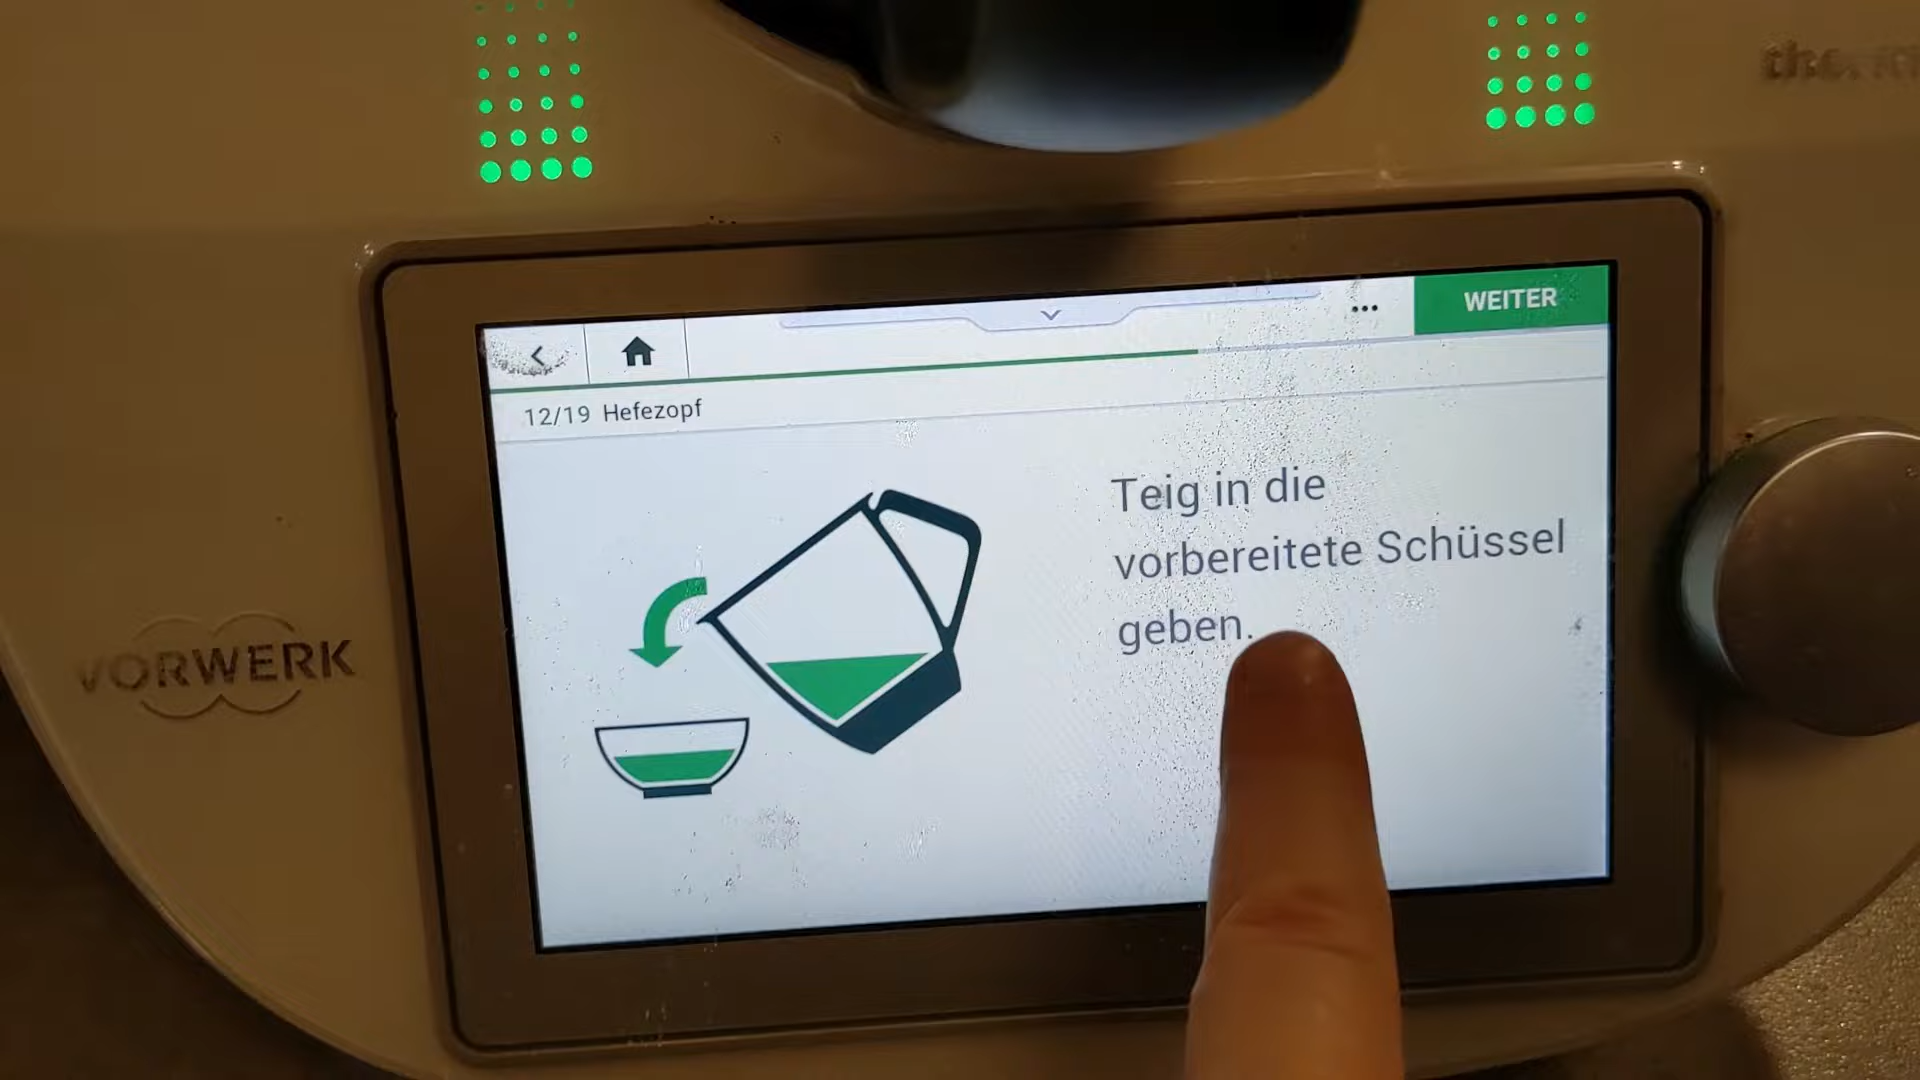 WEITER
12/19 Hefezopf
Teig in die
vorbereitete Schüssel
geben.
VORWERK